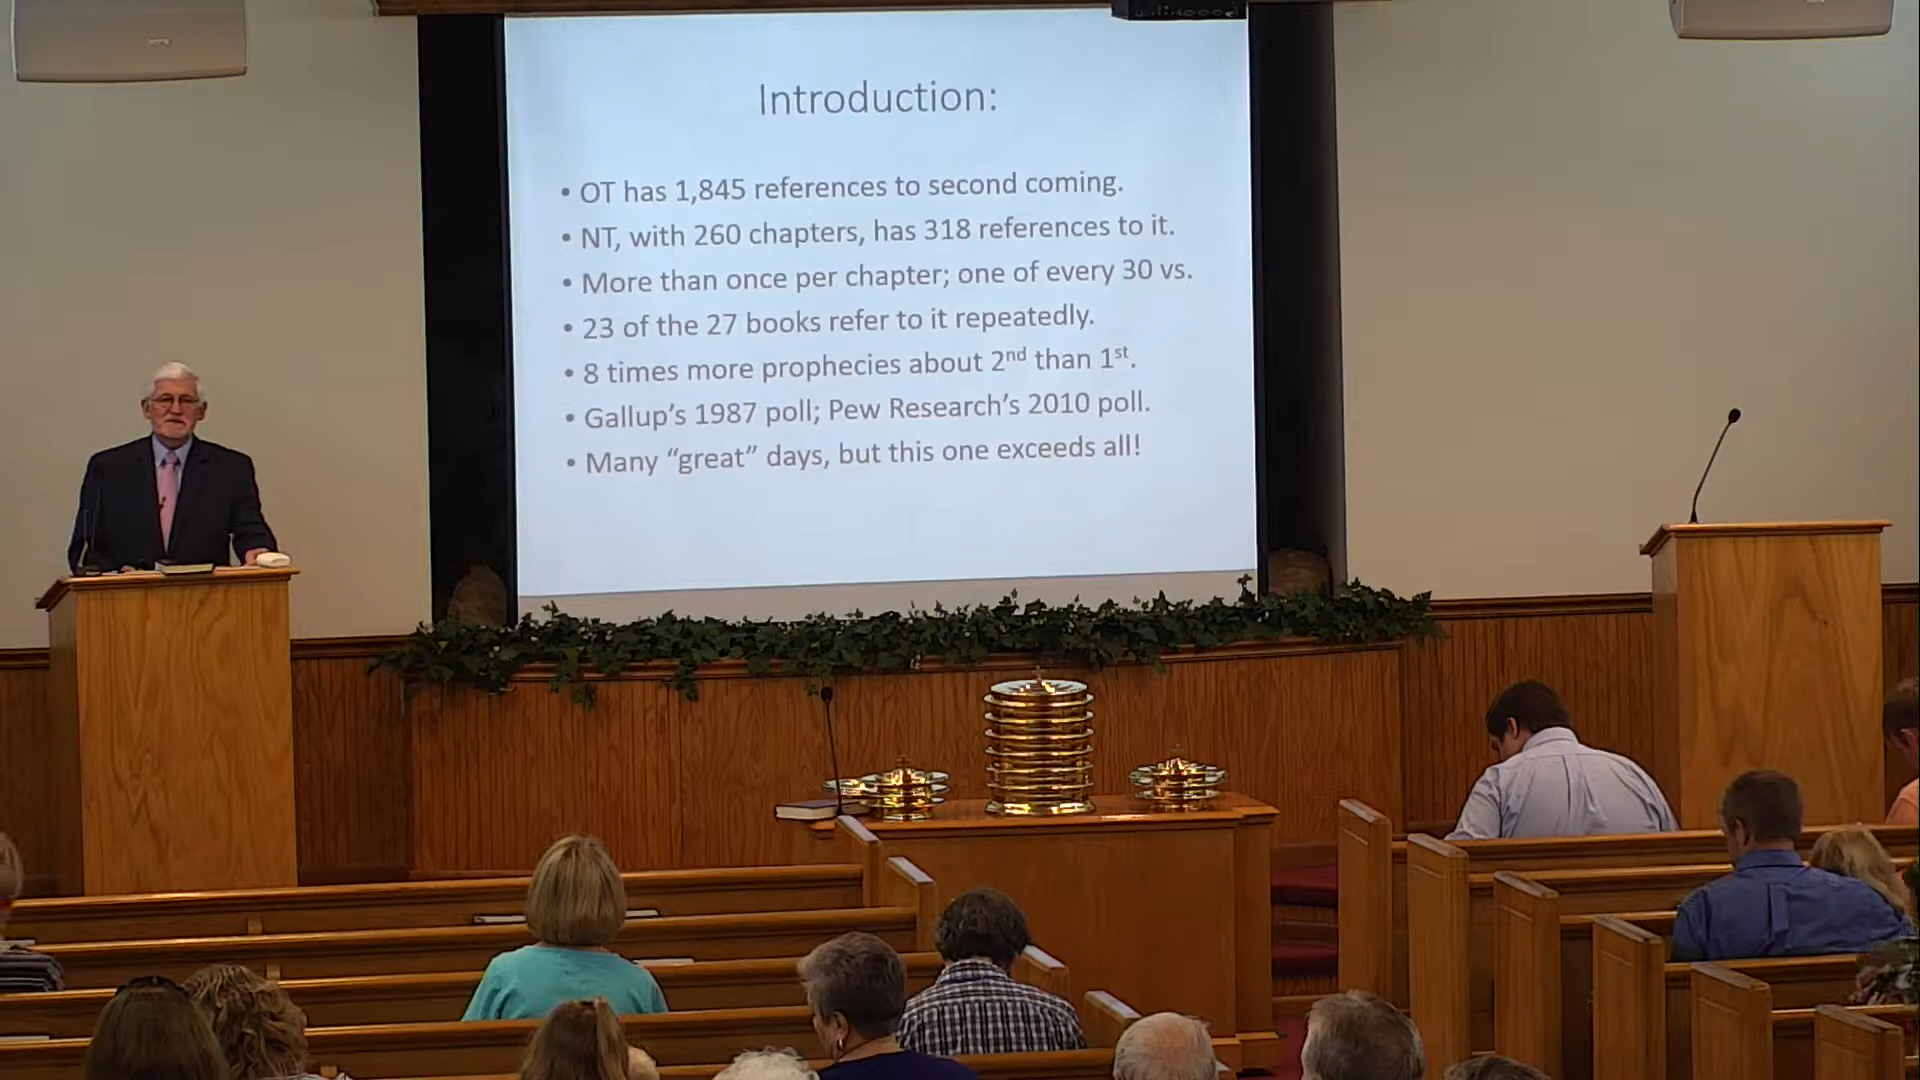 Introduction:
• OT has 1,845 references to second coming.
• NT, with 260 chapters, has 318 references to it.
• More than once per chapter; one of every 30 vs.
• 23 of the 27 books refer to it repeatedly.
• 8 times more prophecies about 2nd than 1st.
• Gallup’s 1987 poll; Pew Research’s 2010 poll.
• Many “great” days, but this one exceeds all!